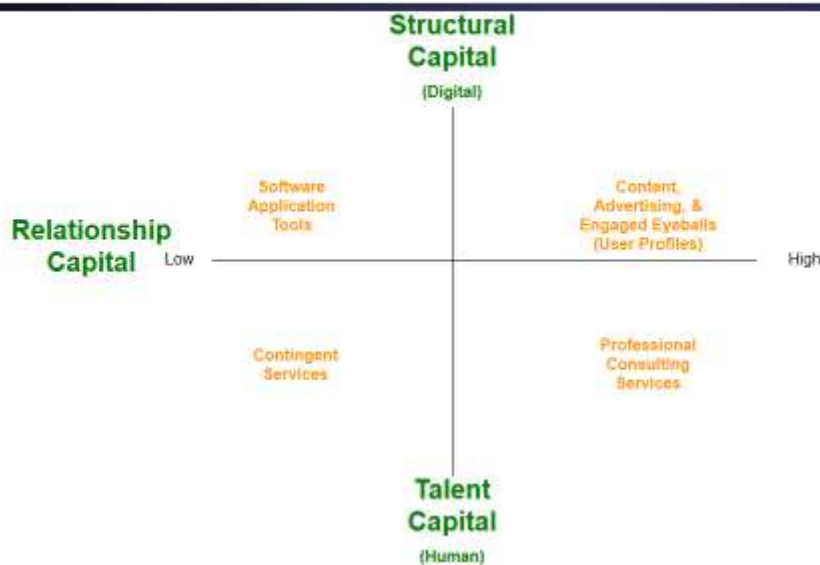 Structural
Capital
(Digital)
Software
Application
Tools
Content,
Advertising, &
Engaged Eyeballs
(User Profiles)
Relationship
Capital
Low
High
Contingent
Services
Professional
Consulting
Services
Talent
Capital
(Human)